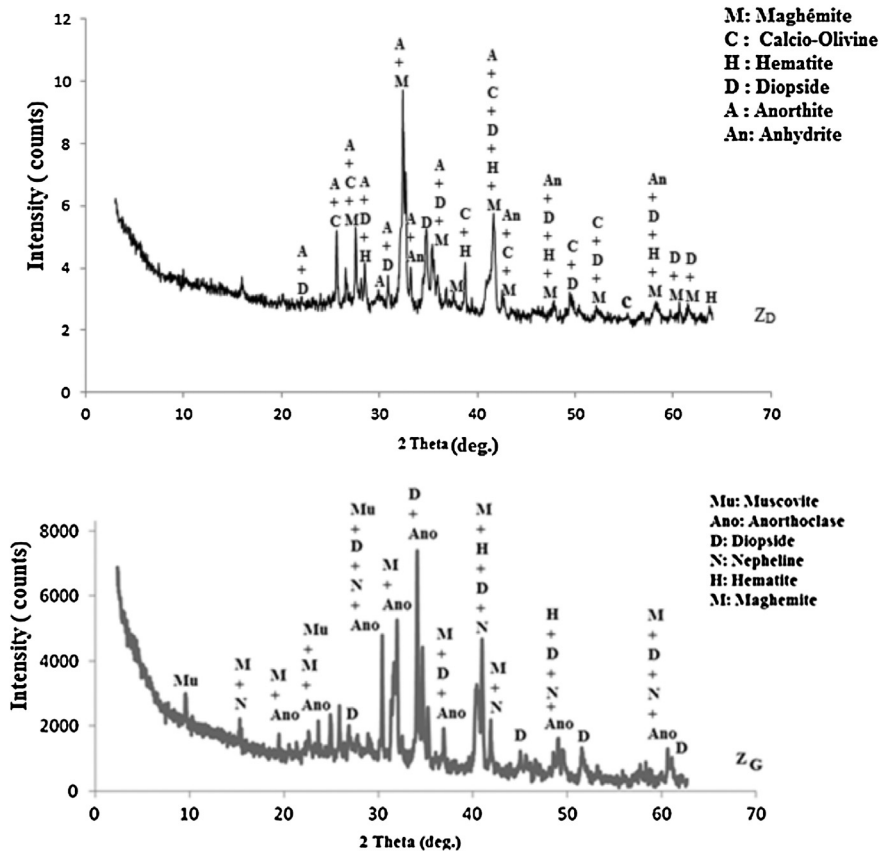 M: Maghémite
C : Calcio-Olivine
H : Hematite
D : Diopside
A : Anorthite
An: Anhydrite
Intensity ( counts)
12
10
8
6
4
2
0
A + D
A + C
A + C + M
A + D + H
A
A + D
A + M
A + An
D
A + D + M
M
C + H
A + C + D + H + M
An + C + M
An + D + H + M
C + D
C + D + M
C
An + D + H + M
D + M
D + M
H
ZD
0 10 20 30 40 50 60 70
2 Theta (deg.)
Mu: Muscovite
Ano: Anorthoclase
D: Diopside
N: Nepheline
H: Hematite
M: Maghemite
Intensity (counts)
8000
6000
4000
2000
0
Mu
M + N
M + Ano
Mu + M + Ano
D
Mu + D + N + Ano
M + Ano
D + Ano
M + D + Ano
M + H + D + N
M + N
D
H + D + N + Ano
D
M + D + N + Ano
D
ZG
0 10 20 30 40 50 60 70
2 Theta (deg.)